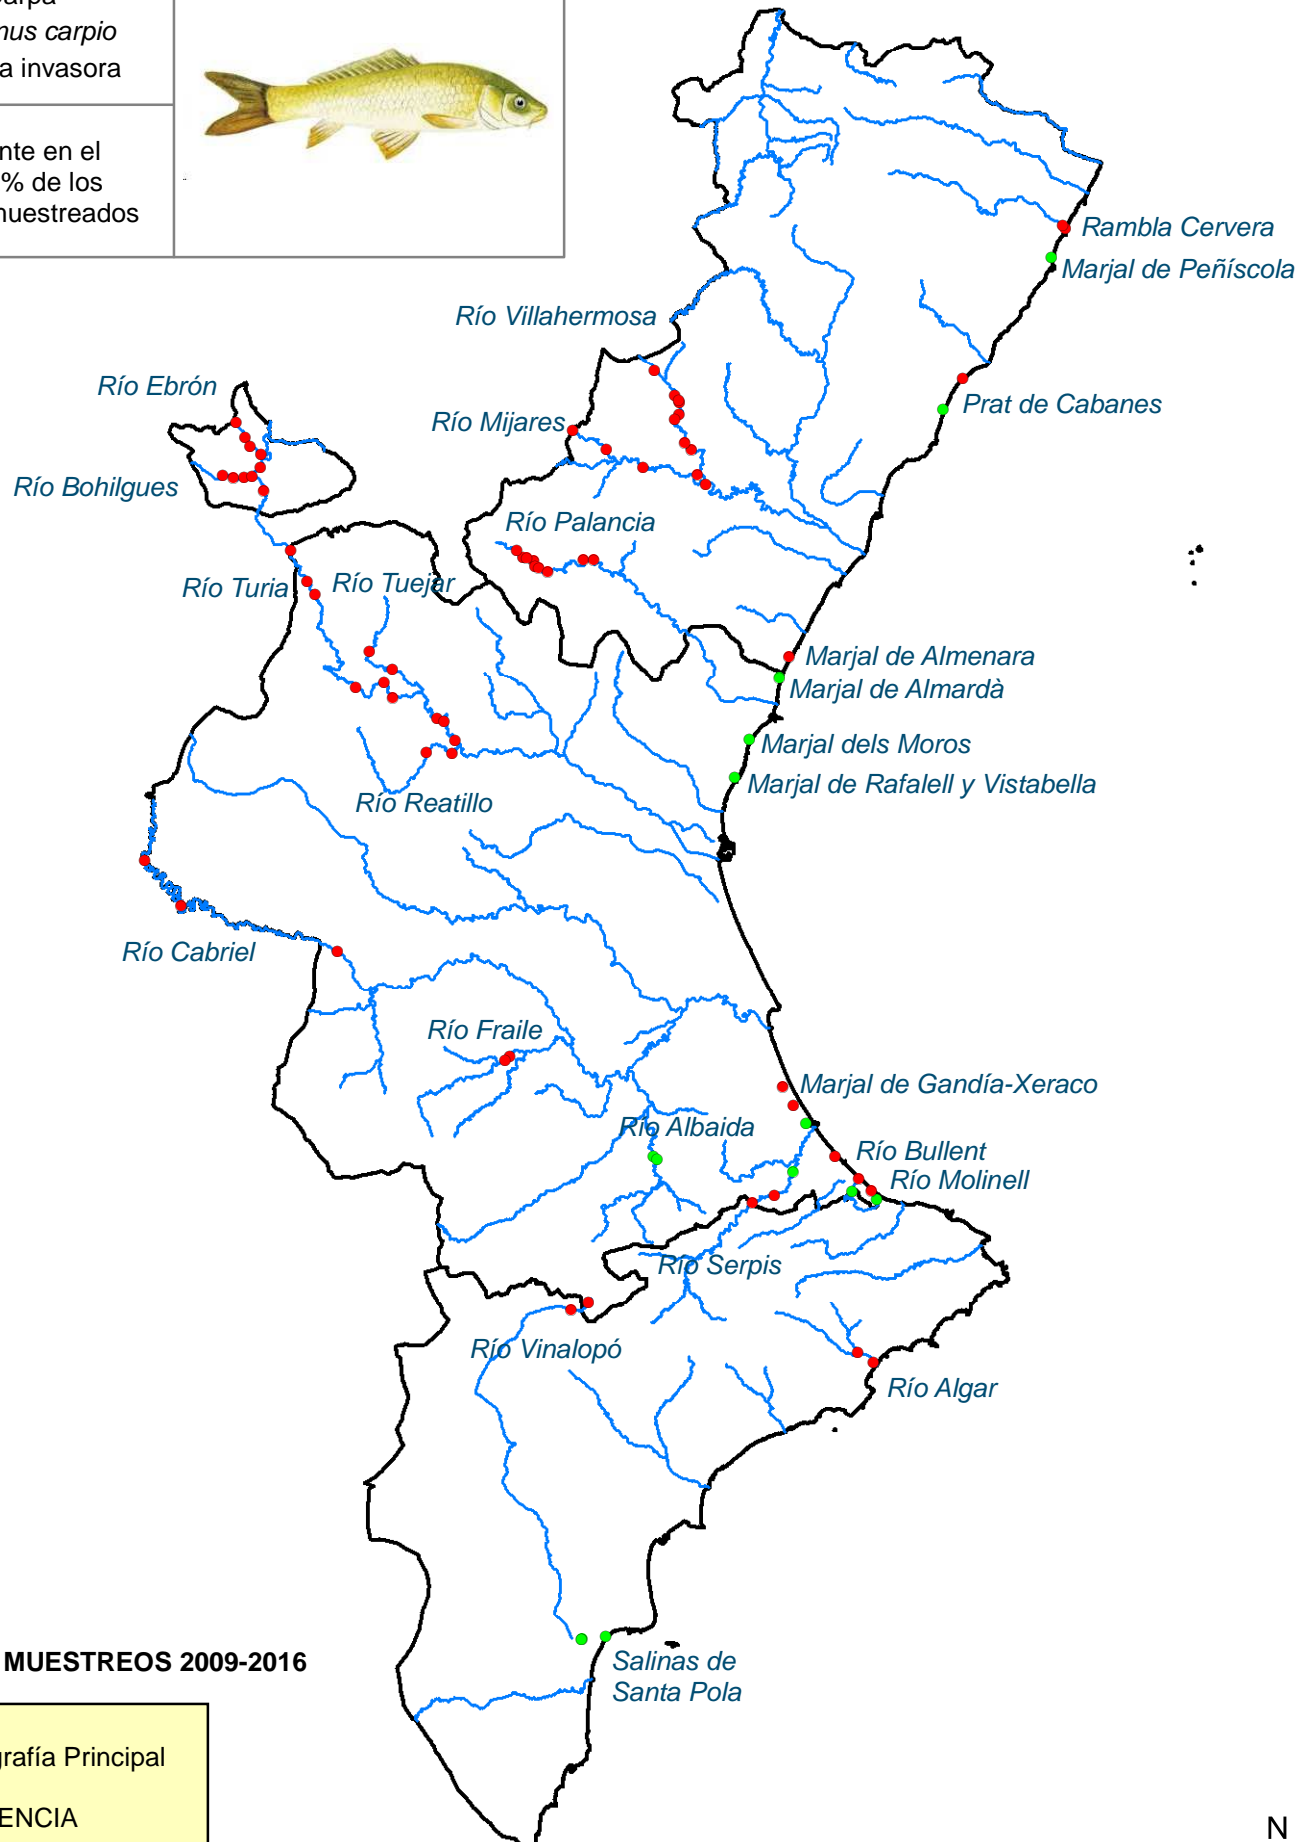 mus carpio
a invasora
nte en el
% de los
muestreados
Rambla Cervera
Marjal de Peñíscola
Río Villahermosa
Río Ebrón
Prat de Cabanes
Río Mijares
Río Bohilgues
Río Palancia
Río Turia
Río Tuejar
Marjal de Almenara
Marjal de Almardà
Marjal dels Moros
Marjal de Rafalell y Vistabella
Río Reatillo
Río Cabriel
Río Fraile
Marjal de Gandía-Xeraco
Río Albaida
Río Bullent
Río Molinell
Río Serpis
Río Vinalopó
Río Algar
MUESTREOS 2009-2016
Salinas de
Santa Pola
grafía Principal
ENCIA
N